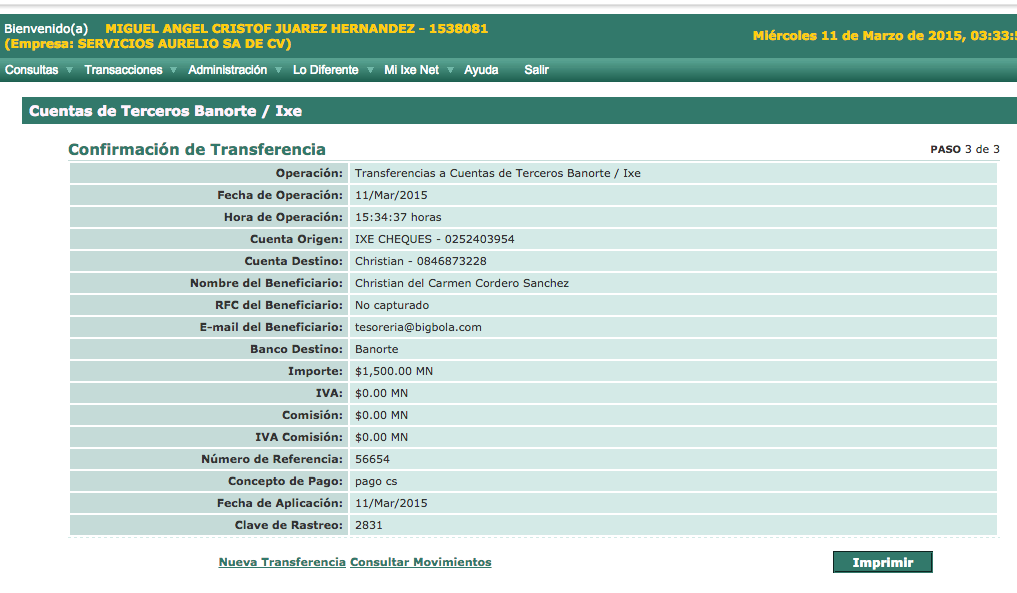 Bienvenido(a) MIGUEL ANGEL CRISTOF JUAREZ HERNANDEZ - 1538081
(Empresa: SERVICIOS AURELIO SA DE CV)
Miércoles 11 de Marzo de 2015, 03:33:
Consultas Transacciones Administración Lo Diferente Mi Ixe Net Ayuda Salir
Cuentas de Terceros Banorte / Ixe
Confirmación de Transferencia PASO 3 de 3
Operación: Transferencias a Cuentas de Terceros Banorte / Ixe
Fecha de Operación: 11/Mar/2015
Hora de Operación: 15:34:37 horas
Cuenta Origen: IXE CHEQUES - 0252403954
Cuenta Destino: Christian - 0846873228
Nombre del Beneficiario: Christian del Carmen Cordero Sanchez
RFC del Beneficiario: No capturado
E-mail del Beneficiario: tesoreria@bigbola.com
Banco Destino: Banorte
Importe: $1,500.00 MN
IVA: $0.00 MN
Comisión: $0.00 MN
IVA Comisión: $0.00 MN
Número de Referencia: 56654
Concepto de Pago: pago cs
Fecha de Aplicación: 11/Mar/2015
Clave de Rastreo: 2831
Nueva Transferencia Consultar Movimientos Imprimir